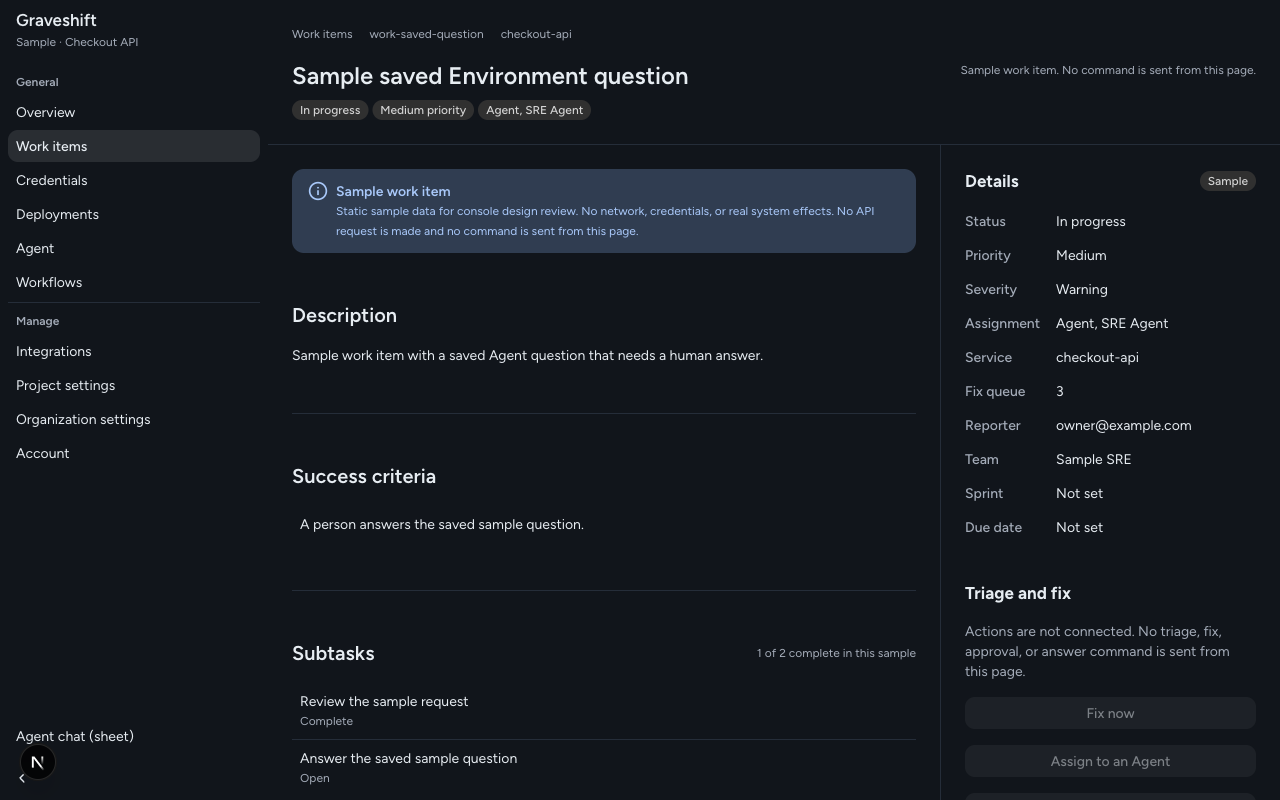 Graveshift
Sample · Checkout API
General
Overview
Work items
Credentials
Deployments
Agent
Workflows
Manage
Integrations
Project settings
Organization settings
Account
Agent chat (sheet)
N
Work items work-saved-question checkout-api
Sample saved Environment question
Sample work item. No command is sent from this page.
In progress Medium priority Agent, SRE Agent
Sample work item
Static sample data for console design review. No network, credentials, or real system effects. No API
request is made and no command is sent from this page.
Description
Sample work item with a saved Agent question that needs a human answer.
Success criteria
A person answers the saved sample question.
Subtasks 1 of 2 complete in this sample
Review the sample request
Complete
Answer the saved sample question
Open
Details Sample
Status In progress
Priority Medium
Severity Warning
Assignment Agent, SRE Agent
Service checkout-api
Fix queue 3
Reporter owner@example.com
Team Sample SRE
Sprint Not set
Due date Not set
Triage and fix
Actions are not connected. No triage, fix,
approval, or answer command is sent from
this page.
Fix now
Assign to an Agent